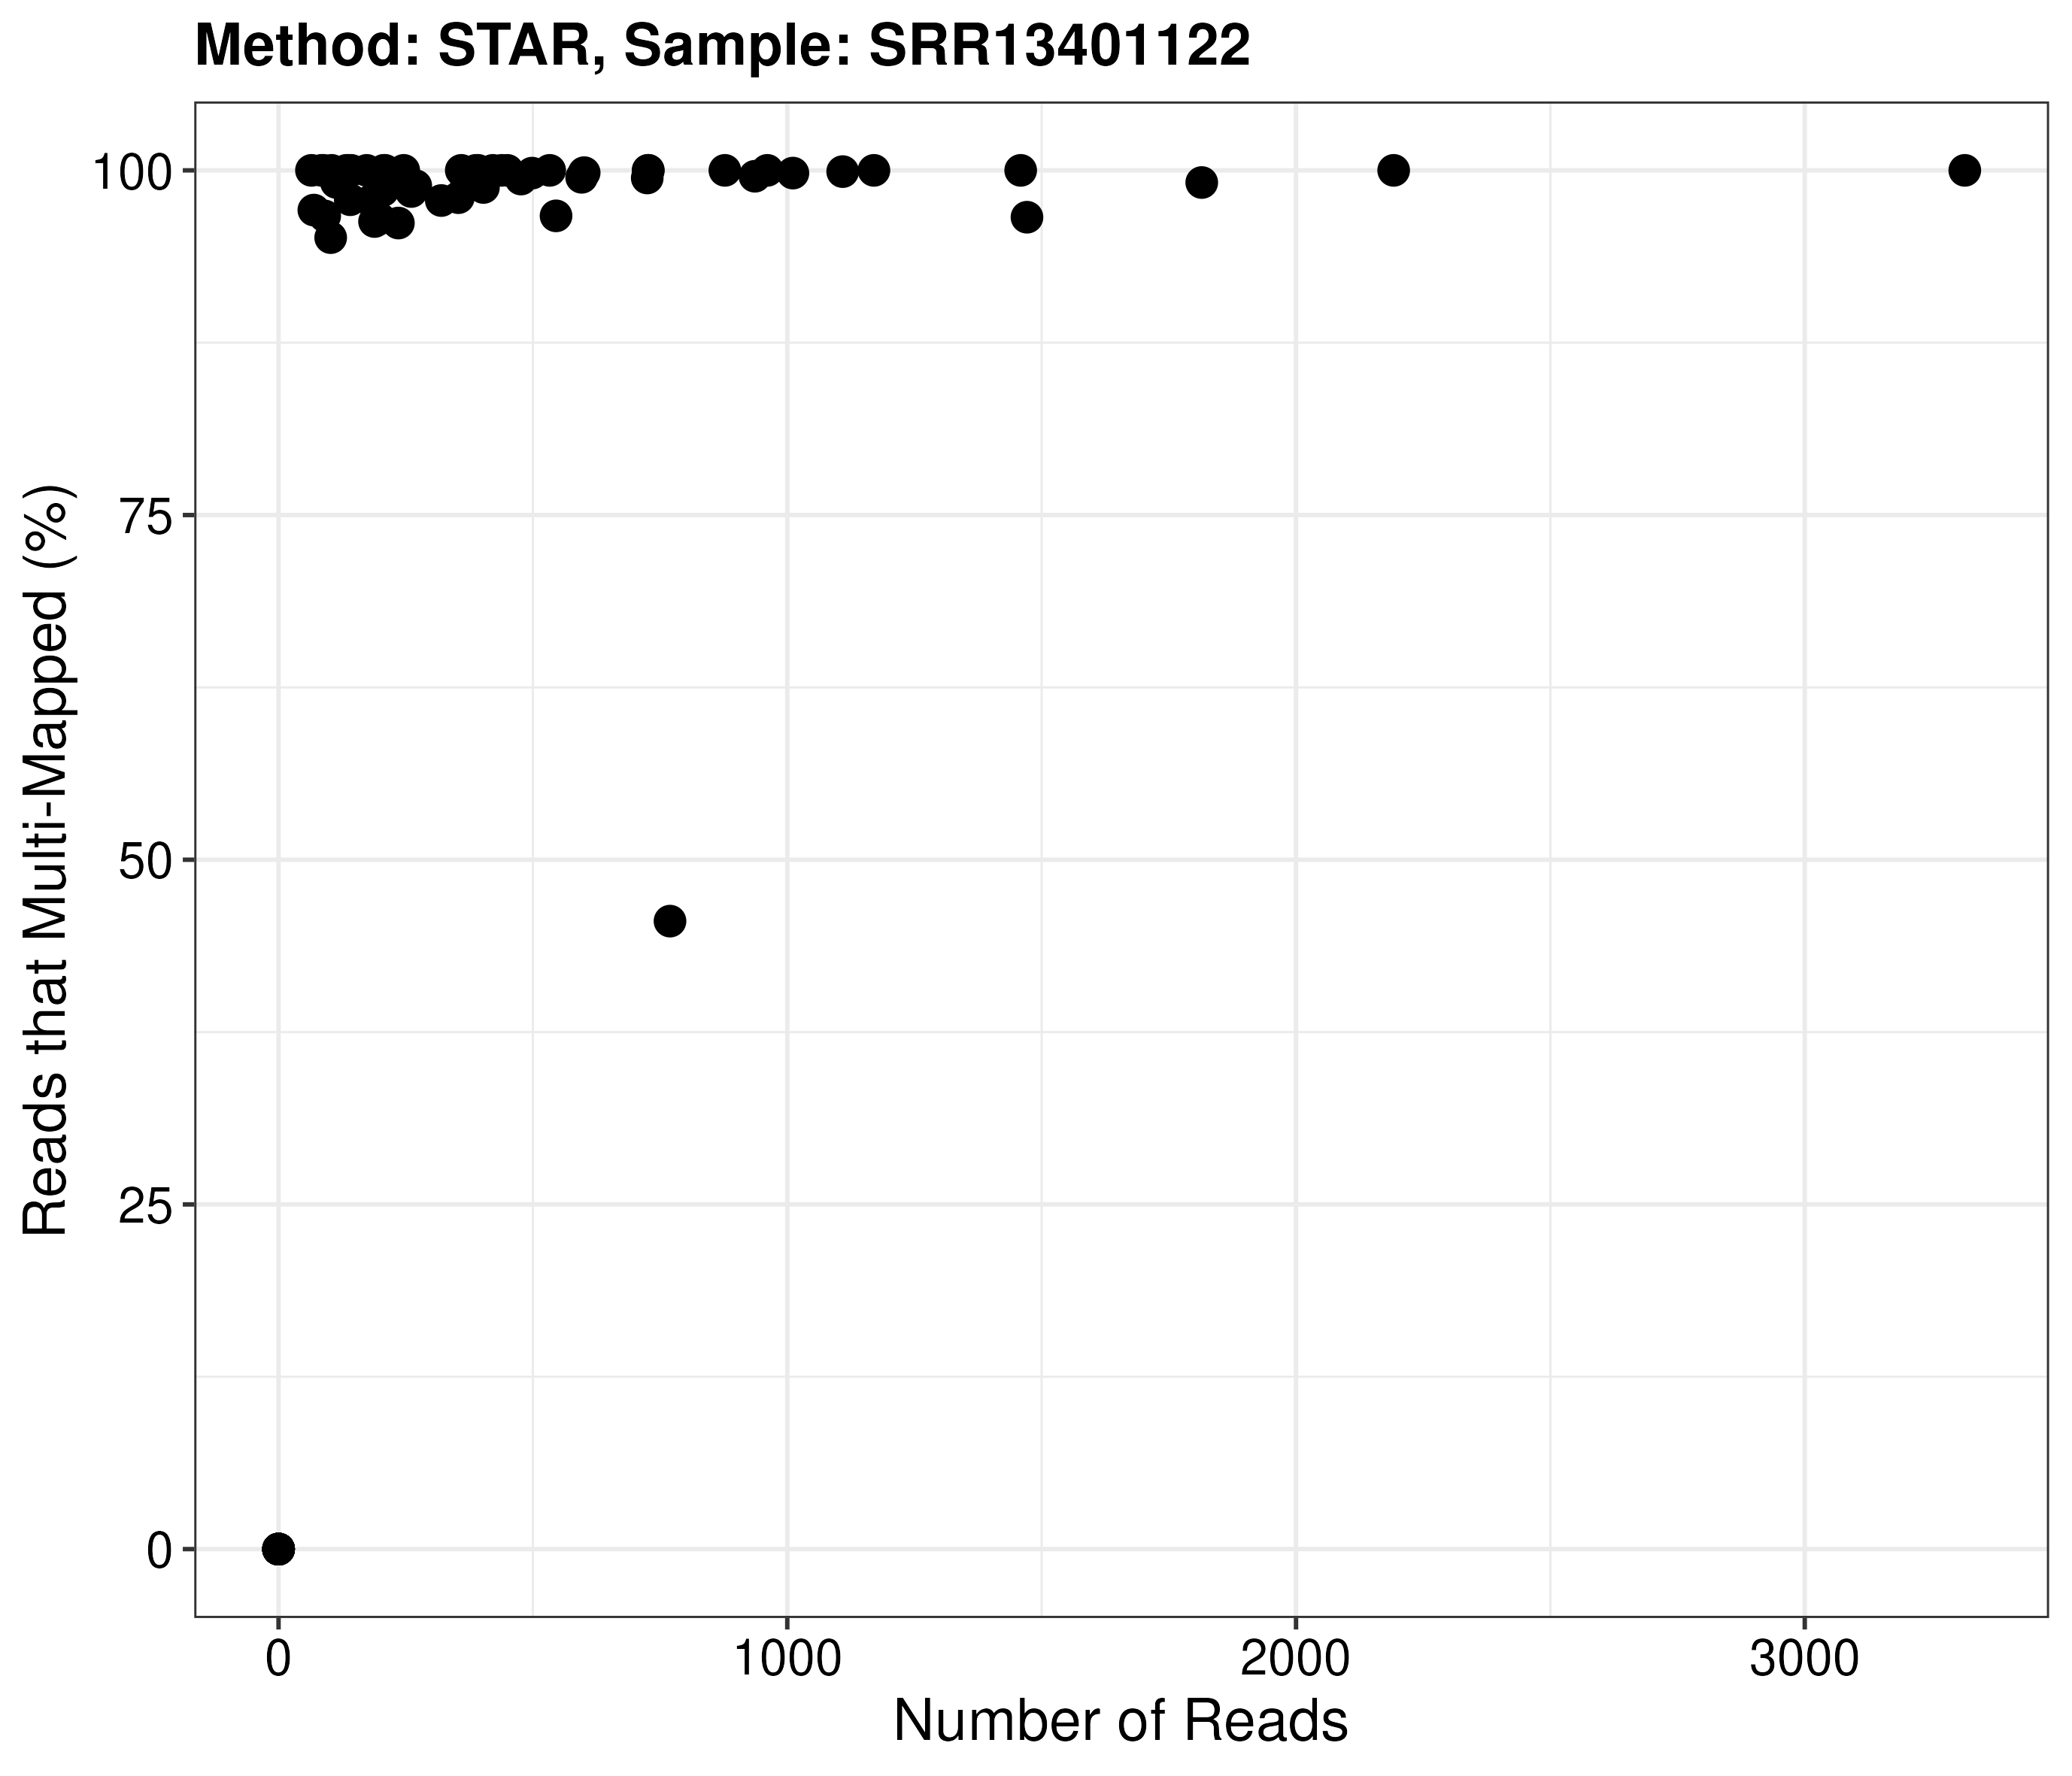 Method: STAR, Sample: SRR13401122
Reads that Multi-Mapped (%)
100
75
50
25
0
0 1000 2000 3000
Number of Reads